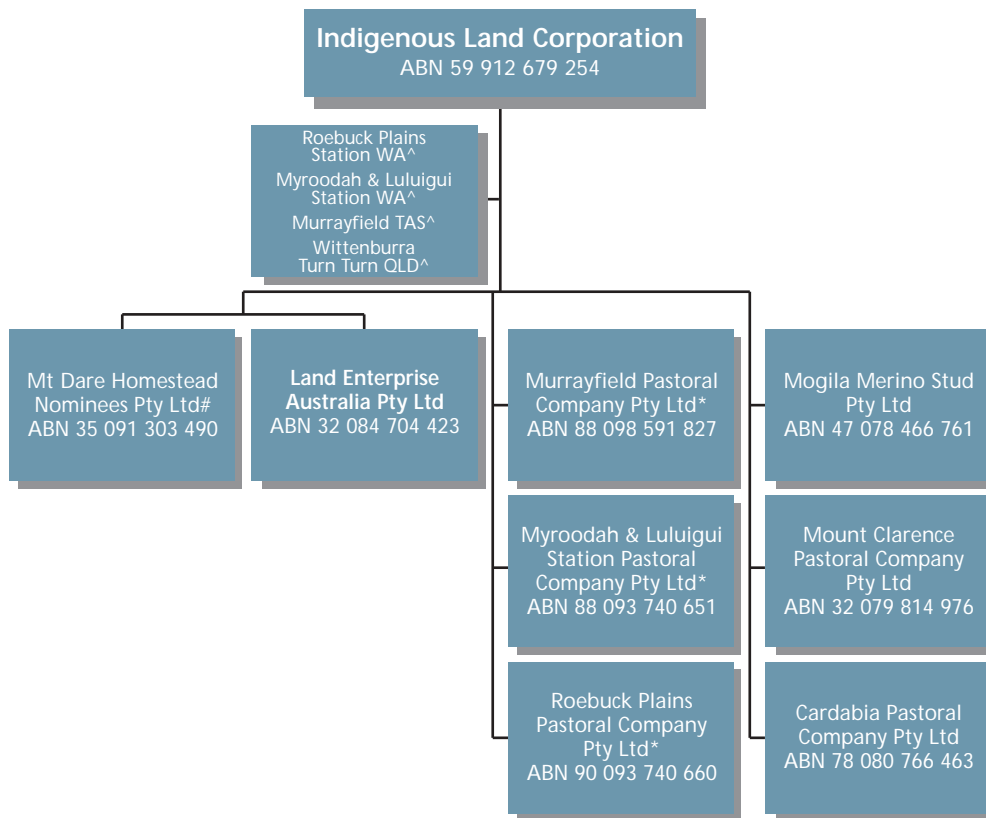 Indigenous Land Corporation
ABN 59 912 679 254
Roebuck Plains
Station WA^
Myroodah & Luluigui
Station WA^
Murrayfield TAS^
Wittenburra
Turn Turn QLD^
Mt Dare Homestead
Nominees Pty Ltd#
ABN 35 091 303 490
Land Enterprise
Australia Pty Ltd
ABN 32 084 704 423
Murrayfield Pastoral
Company Pty Ltd*
ABN 88 098 591 827
Mogila Merino Stud
Pty Ltd
ABN 47 078 466 761
Myroodah & Luluigui
Station Pastoral
Company Pty Ltd*
ABN 88 093 740 651
Mount Clarence
Pastoral Company
Pty Ltd
ABN 32 079 814 976
Roebuck Plains
Pastoral Company
Pty Ltd*
ABN 90 093 740 660
Cardabia Pastoral
Company Pty Ltd
ABN 78 080 766 463